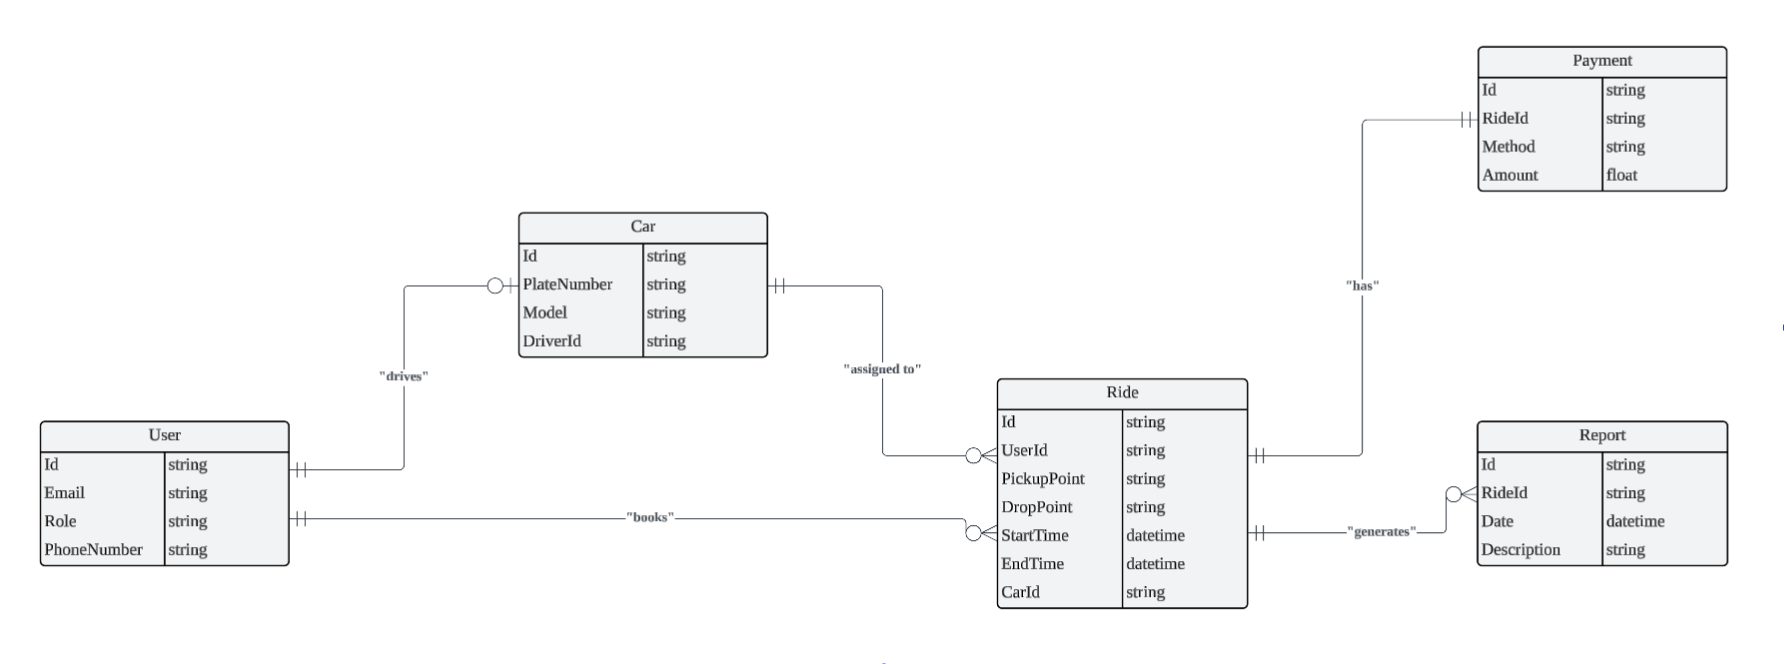 Payment
Id string
RideId string
Method string
Amount float
Car
Id string
PlateNumber string
Model string
DriverId string
"has"
"drives"
"assigned to"
Ride
Id string
UserId string
PickupPoint string
DropPoint string
StartTime datetime
EndTime datetime
CarId string
User
Id string
Email string
Role string
PhoneNumber string
"books"
"generates"
Report
Id string
RideId string
Date datetime
Description string